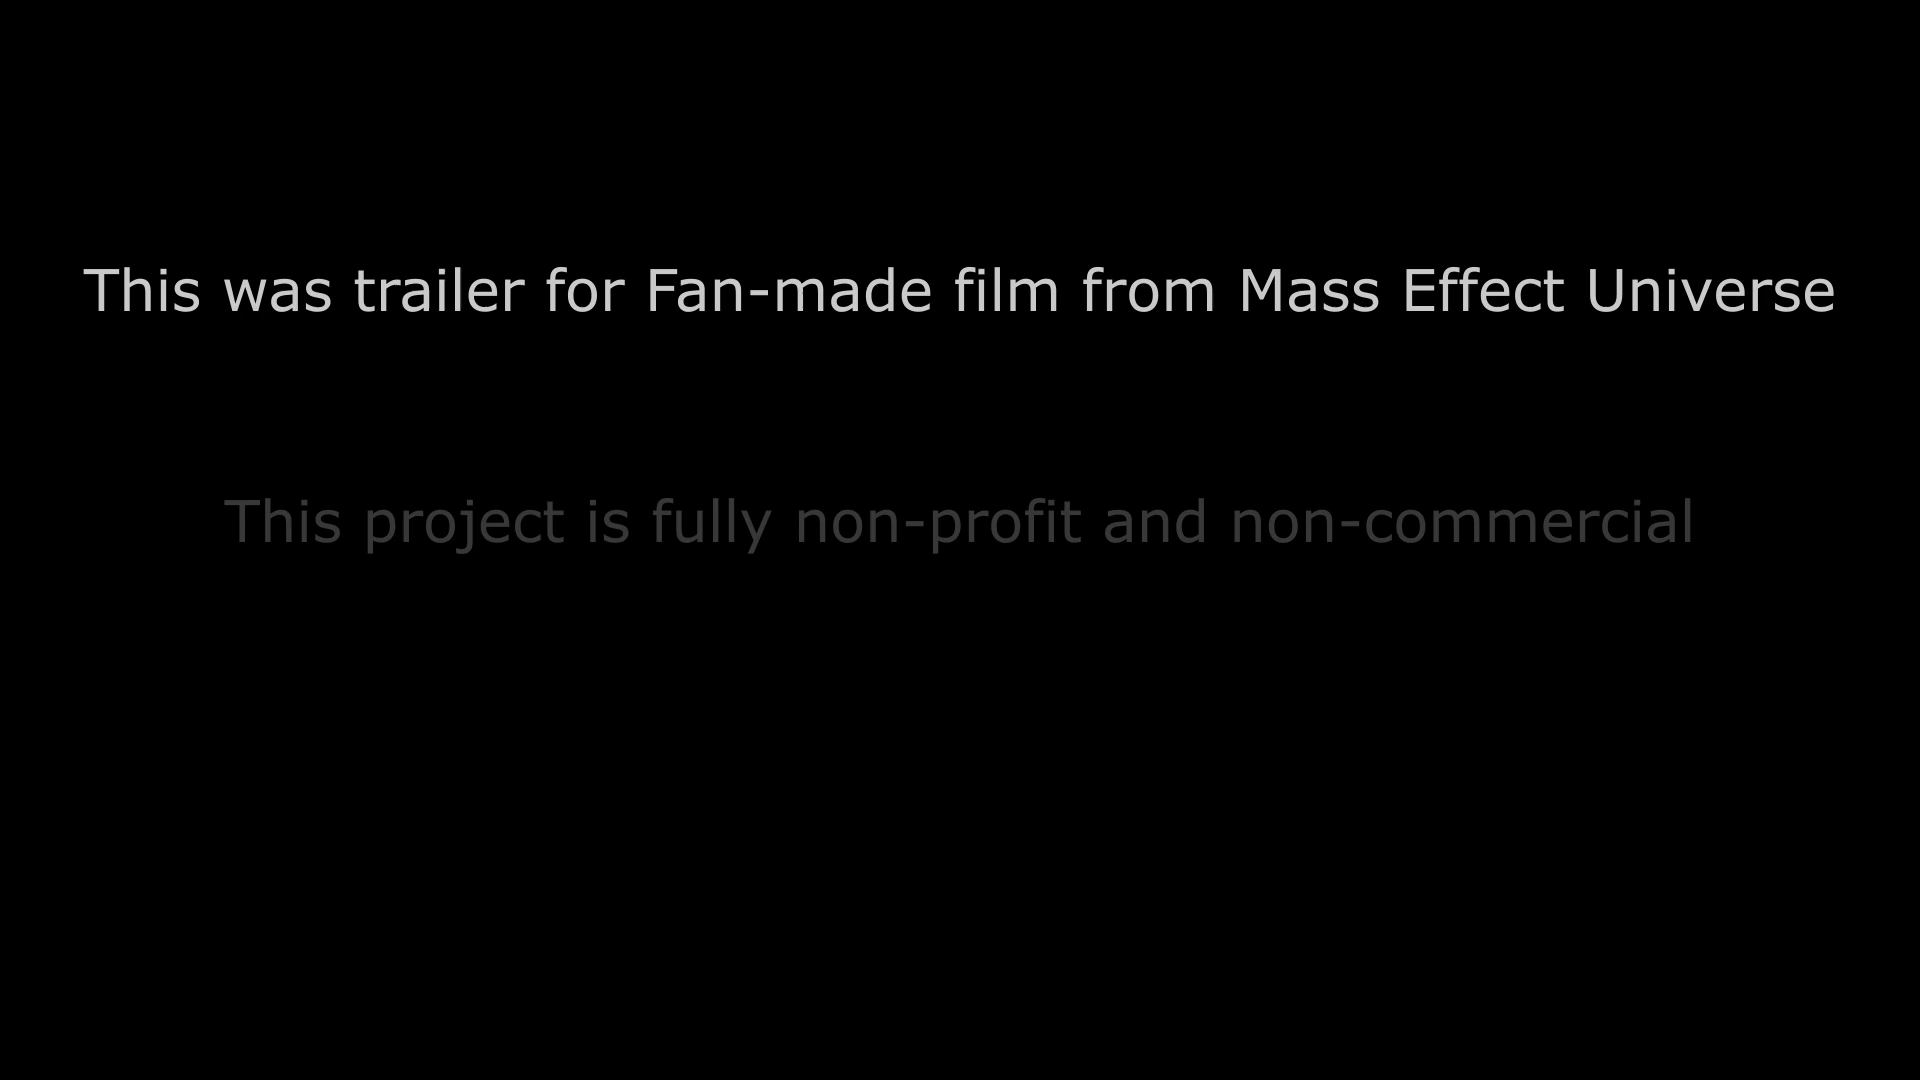 This was trailer for Fan-made film from Mass Effect Universe
This project is fully non-profit and non-commercial